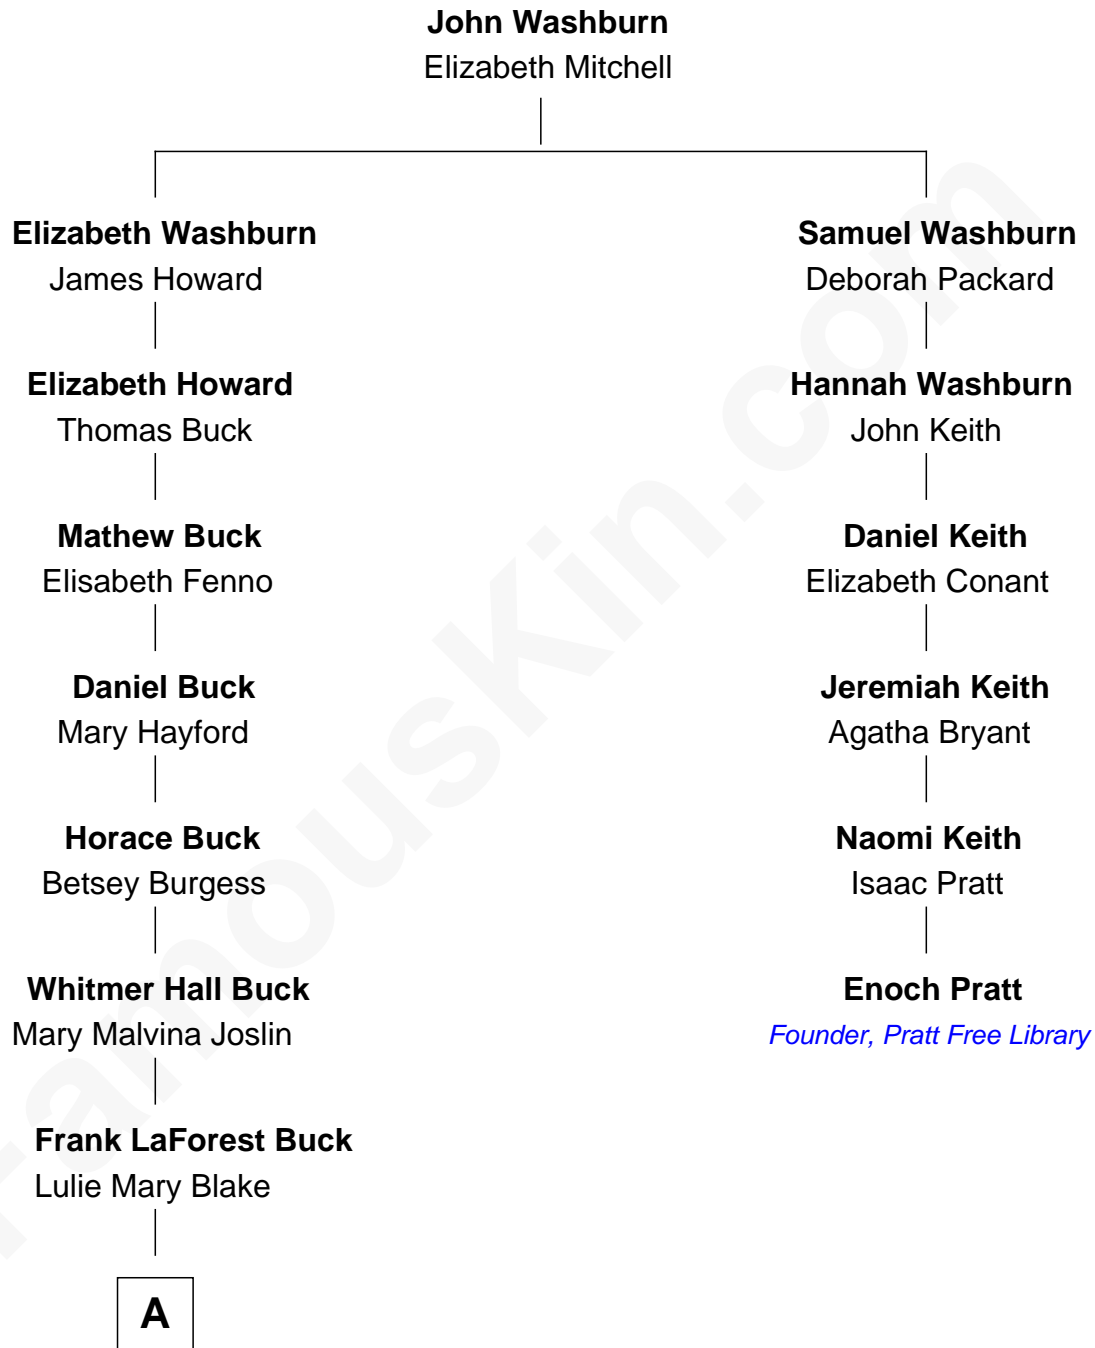 John Washburn
Elizabeth Mitchell
Elizabeth Washburn
James Howard
Samuel Washburn
Deborah Packard
Elizabeth Howard
Thomas Buck
Hannah Washburn
John Keith
Mathew Buck
Elisabeth Fenno
Daniel Keith
Elizabeth Conant
Daniel Buck
Mary Hayford
Jeremiah Keith
Agatha Bryant
Horace Buck
Betsey Burgess
Naomi Keith
Isaac Pratt
Whitmer Hall Buck
Mary Malvina Joslin
Enoch Pratt
Founder, Pratt Free Library
Frank LaForest Buck
Lulie Mary Blake
A
FamousKin.com